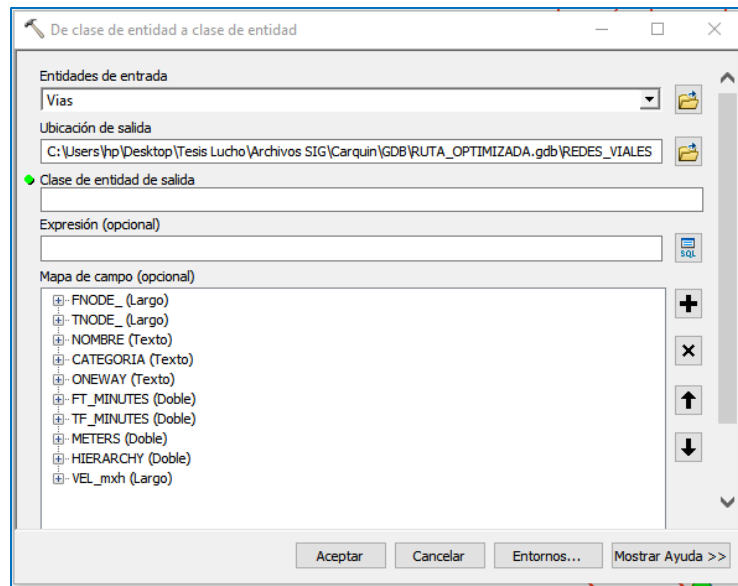 De clase de entidad a clase de entidad
Entidades de entrada
Vias
Ubicación de salida
C:\Users\hp\Desktop\Tesis Lucho\Archivos SIG\Carquin\GDB\RUTA_OPTIMIZADA.gdb\REDES_VIALES
Clase de entidad de salida
Expresión (opcional)
SQL
Mapa de campo (opcional)
FNODE_ (Largo)
TNODE_ (Largo)
NOMBRE (Texto)
CATEGORIA (Texto)
ONEWAY (Texto)
FT_MINUTES (Doble)
TF_MINUTES (Doble)
METERS (Doble)
HIERARCHY (Doble)
VEL_mxh (Largo)
Aceptar Cancelar Entornos... Mostrar Ayuda >>